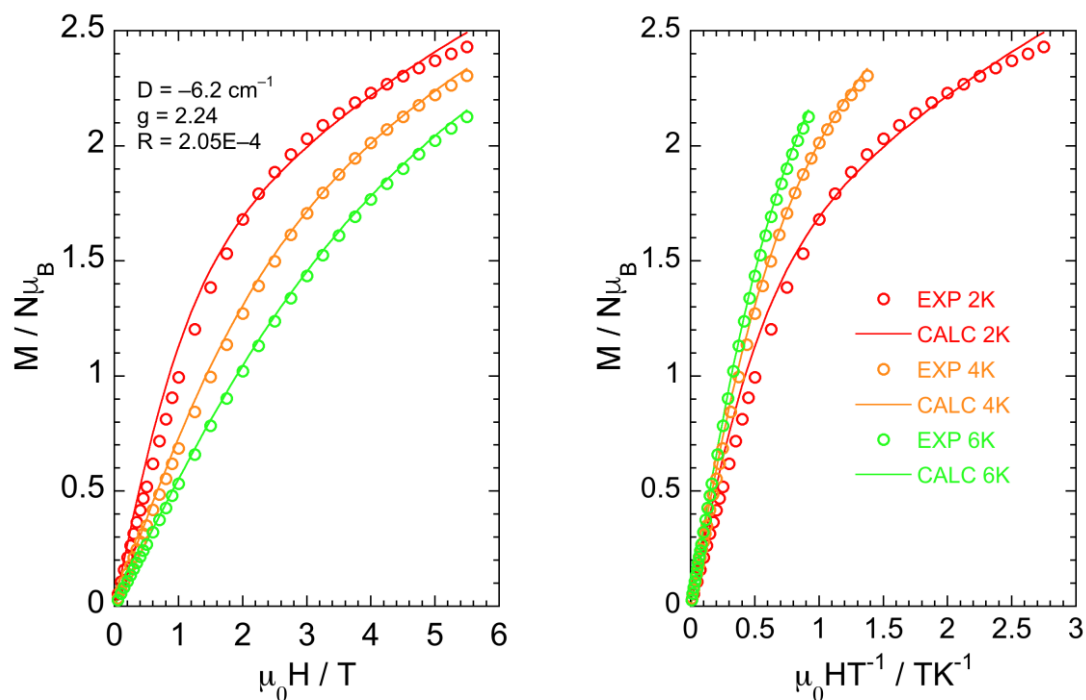 M / Nμ_B
2.5
2
1.5
1
0.5
0
D = –6.2 cm⁻¹
g = 2.24
R = 2.05E–4
0 1 2 3 4 5 6
μ₀H / T
M / Nμ_B
2.5
2
1.5
1
0.5
0
EXP 2K
CALC 2K
EXP 4K
CALC 4K
EXP 6K
CALC 6K
0 0.5 1 1.5 2 2.5 3
μ₀HT⁻¹ / TK⁻¹